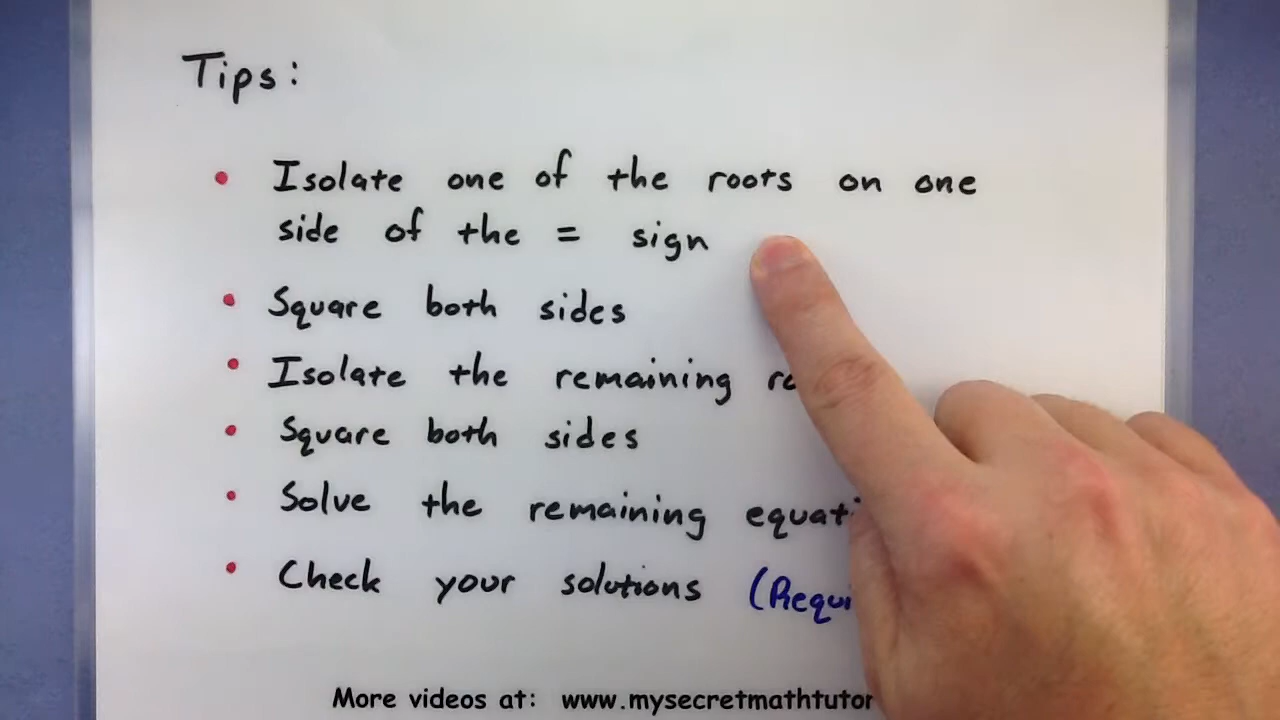 Tips:
• Isolate one of the roots on one
side of the = sign
• Square both sides
• Isolate the remaining
• Square both sides
• Solve the remaining
• Check your solutions
More videos at: www.mysecretmathtutor